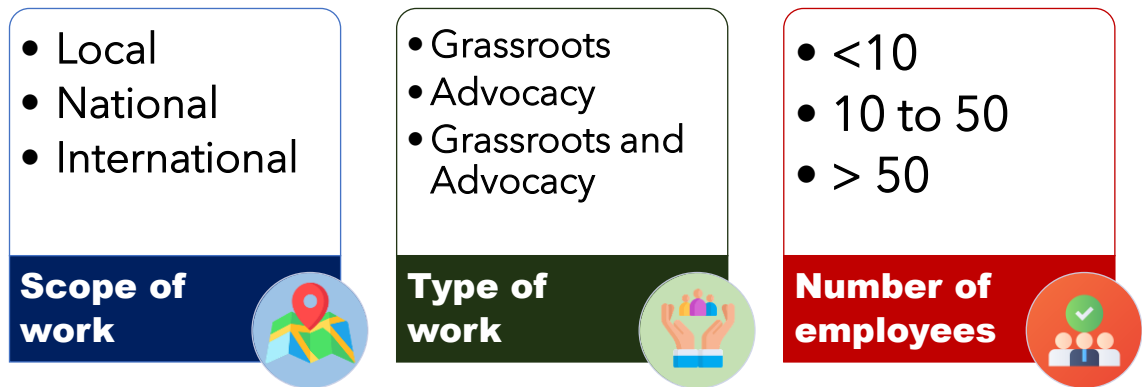 • Local
• National
• International
Scope of
work
• Grassroots
• Advocacy
• Grassroots and
Advocacy
Type of
work
• <10
• 10 to 50
• > 50
Number of
employees